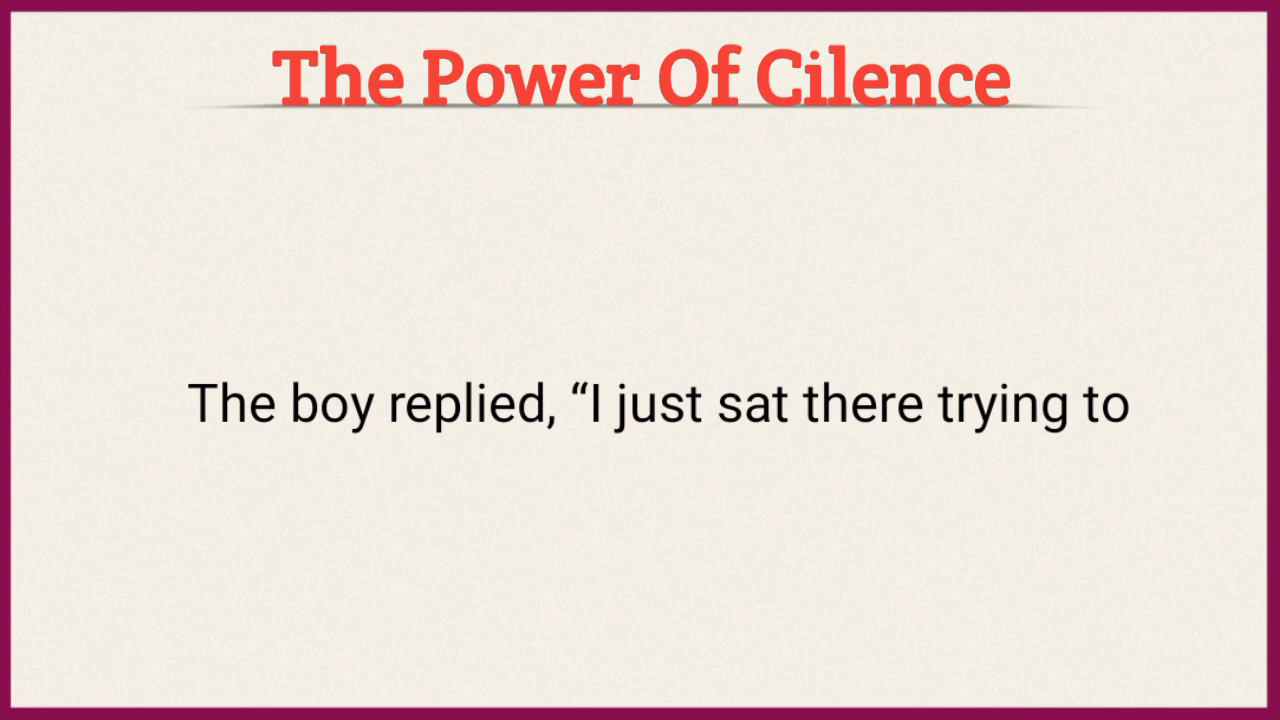 The Power Of Cilence
The boy replied, “I just sat there trying to